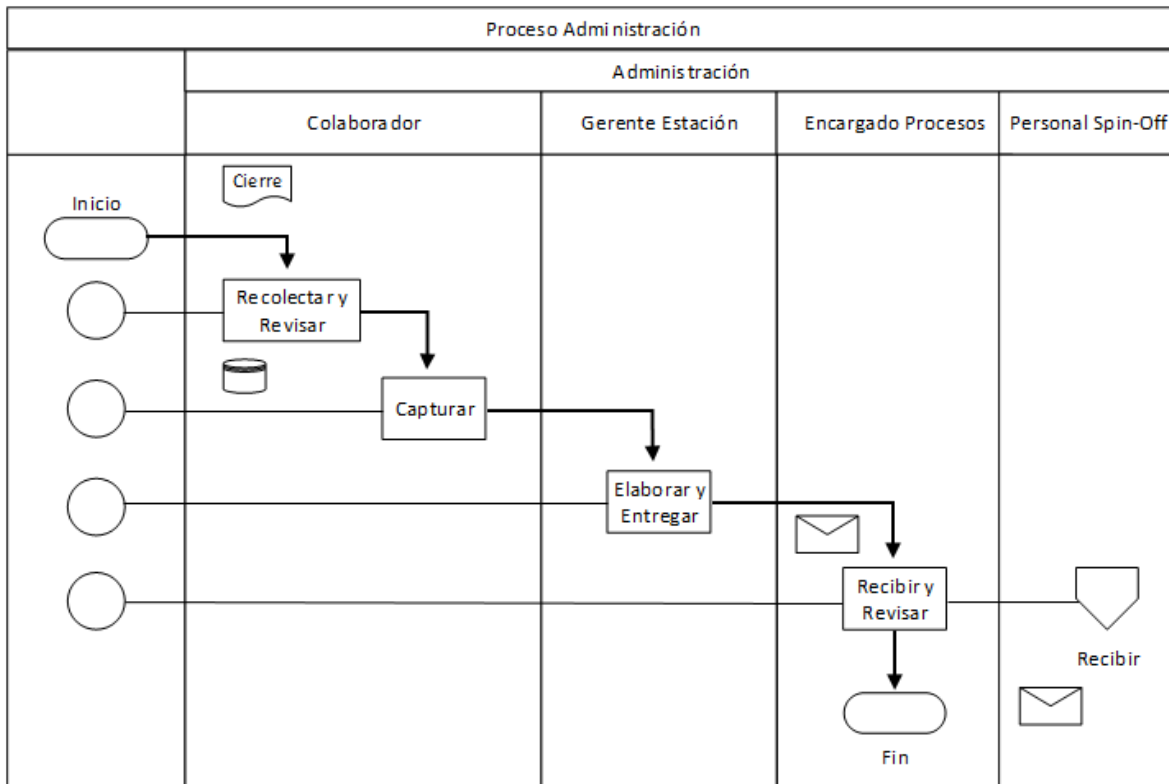 Proceso Administración
Administración
Colaborador
Gerente Estación
Encargado Procesos
Personal Spin-Off
Cierre
Inicio
Recolectar y
Revisar
Capturar
Elaborar y
Entregar
Recibir y
Revisar
Recibir
Fin